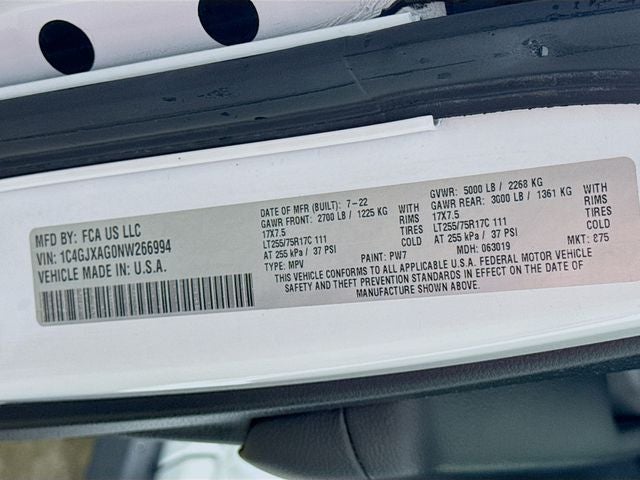 MFD BY: FCA US LLC
VIN: 1C4GJXAG0NW266994
VEHICLE MADE IN: U.S.A.
DATE OF MFR (BUILT): 7-22
GAWR FRONT: 2700 LB / 1225 KG WITH
17X7.5 RIMS
LT255/75R17C 111 TIRES
AT 255 kPa / 37 PSI COLD
TYPE: MPV PAINT: PW7
GVWR: 5000 LB / 2268 KG
GAWR REAR: 3000 LB / 1361 KG WITH
17X7.5 RIMS
LT255/75R17C 111 TIRES
AT 255 kPa / 37 PSI COLD
MDH: 063019 MKT: 875
THIS VEHICLE CONFORMS TO ALL APPLICABLE U.S.A. FEDERAL MOTOR VEHICLE
SAFETY AND THEFT PREVENTION STANDARDS IN EFFECT ON THE DATE OF
MANUFACTURE SHOWN ABOVE.